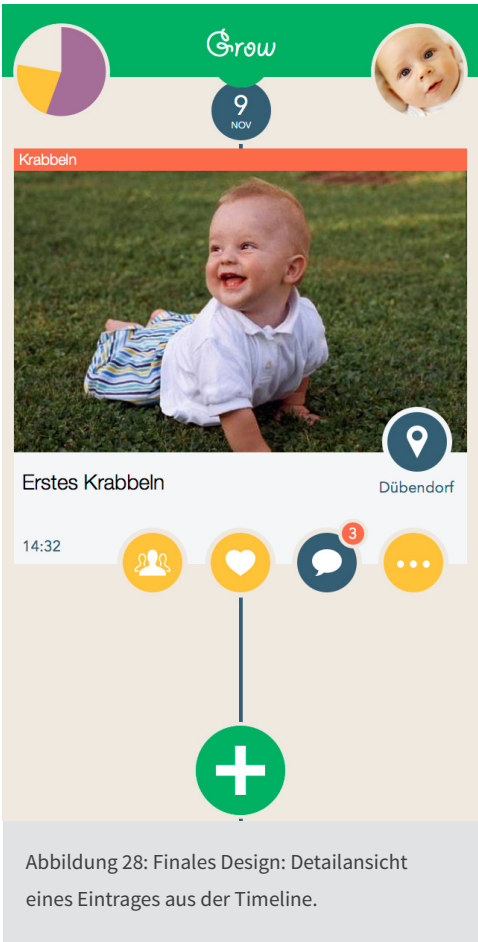 Grow
9
NOV
Krabbeln
Erstes Krabbeln
Dübendorf
14:32
3
Abbildung 28: Finales Design: Detailansicht
eines Eintrages aus der Timeline.